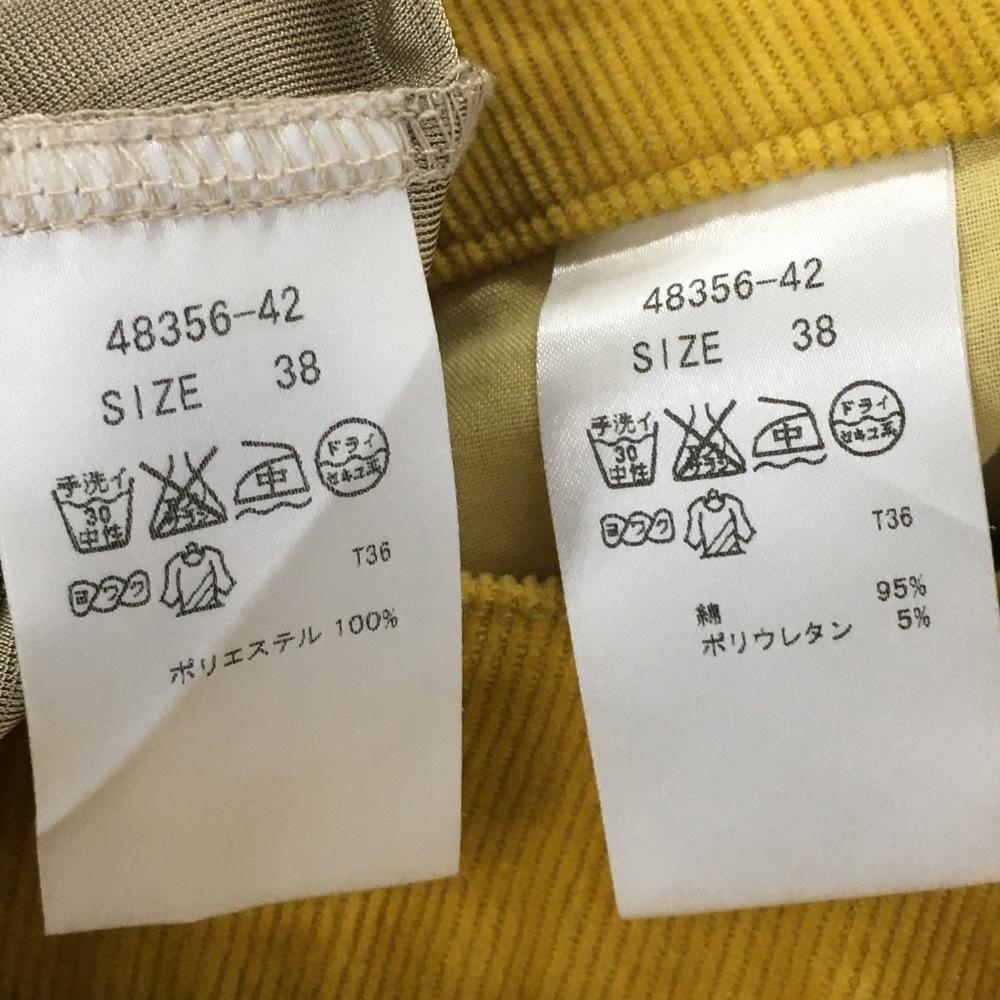 48356-42
SIZE 38
手洗イ
30
中性
中
ドライ
セキユ系
ヨワク
T36
ポリエステル 100%
48356-42
SIZE 38
手洗イ
30
中性
中
ドライ
セキユ系
ヨワク
T36
綿 95%
ポリウレタン 5%